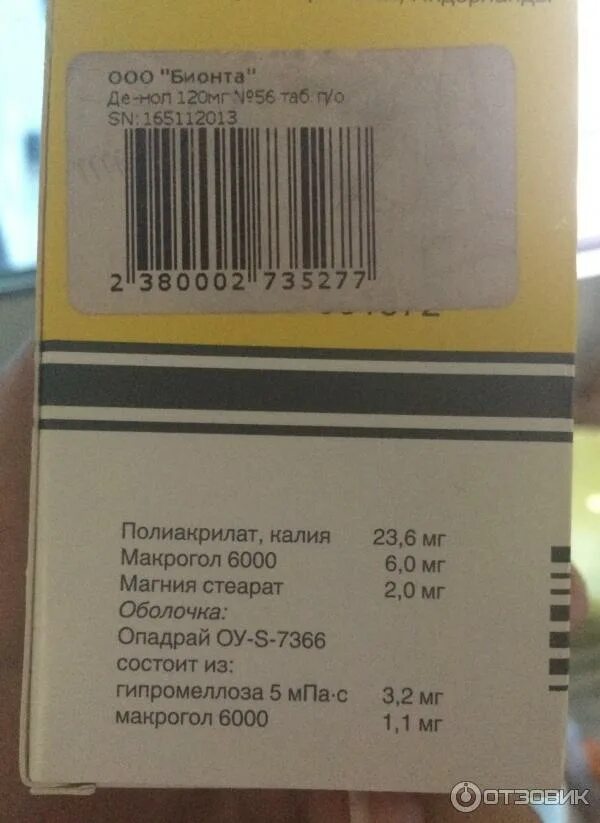 ООО "Бионта"
Де-нол 120мг №56 таб п/о
SN: 165112013
2 380002 735277
Полиакрилат, калия 23,6 мг
Макрогол 6000 6,0 мг
Магния стеарат 2,0 мг
Оболочка:
Опадрай ОУ-S-7366
состоит из:
гипромеллоза 5 мПа·с 3,2 мг
макрогол 6000 1,1 мг
ОТЗОВИК